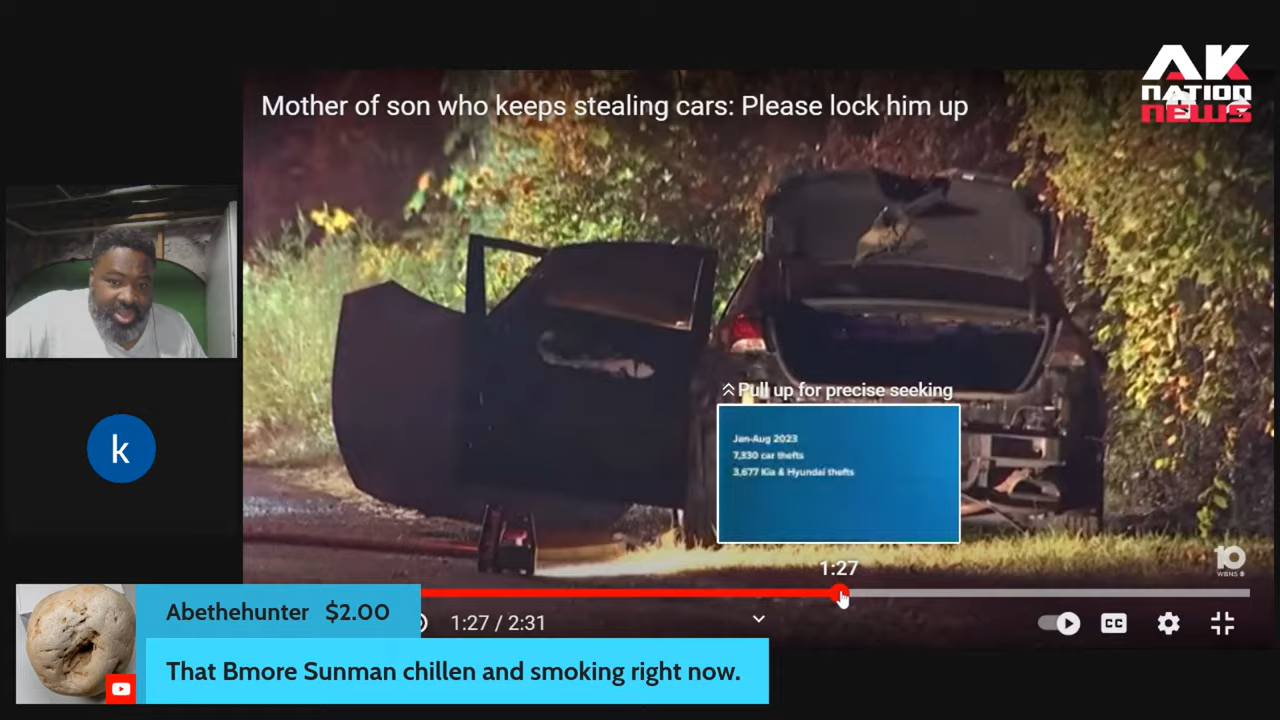 AK
NATION
NEWS
Mother of son who keeps stealing cars: Please lock him up
Pull up for precise seeking
Jan-Aug 2023
7,330 car thefts
3,677 Kia & Hyundai thefts
k
1:27
10
WBNS
Abethehunter $2.00
1:27 / 2:31
CC
That Bmore Sunman chillen and smoking right now.